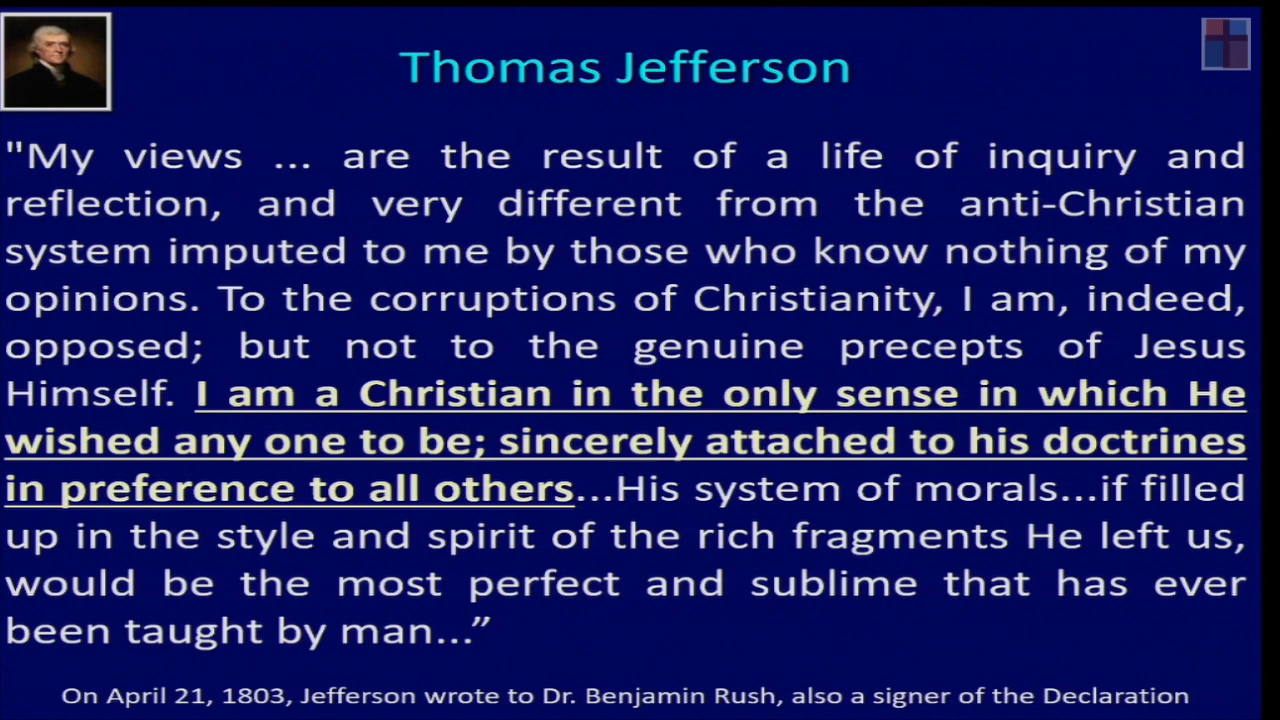 Thomas Jefferson
"My views ... are the result of a life of inquiry and
reflection, and very different from the anti-Christian
system imputed to me by those who know nothing of my
opinions. To the corruptions of Christianity, I am, indeed,
opposed; but not to the genuine precepts of Jesus
Himself. I am a Christian in the only sense in which He
wished any one to be; sincerely attached to his doctrines
in preference to all others...His system of morals...if filled
up in the style and spirit of the rich fragments He left us,
would be the most perfect and sublime that has ever
been taught by man...”
On April 21, 1803, Jefferson wrote to Dr. Benjamin Rush, also a signer of the Declaration